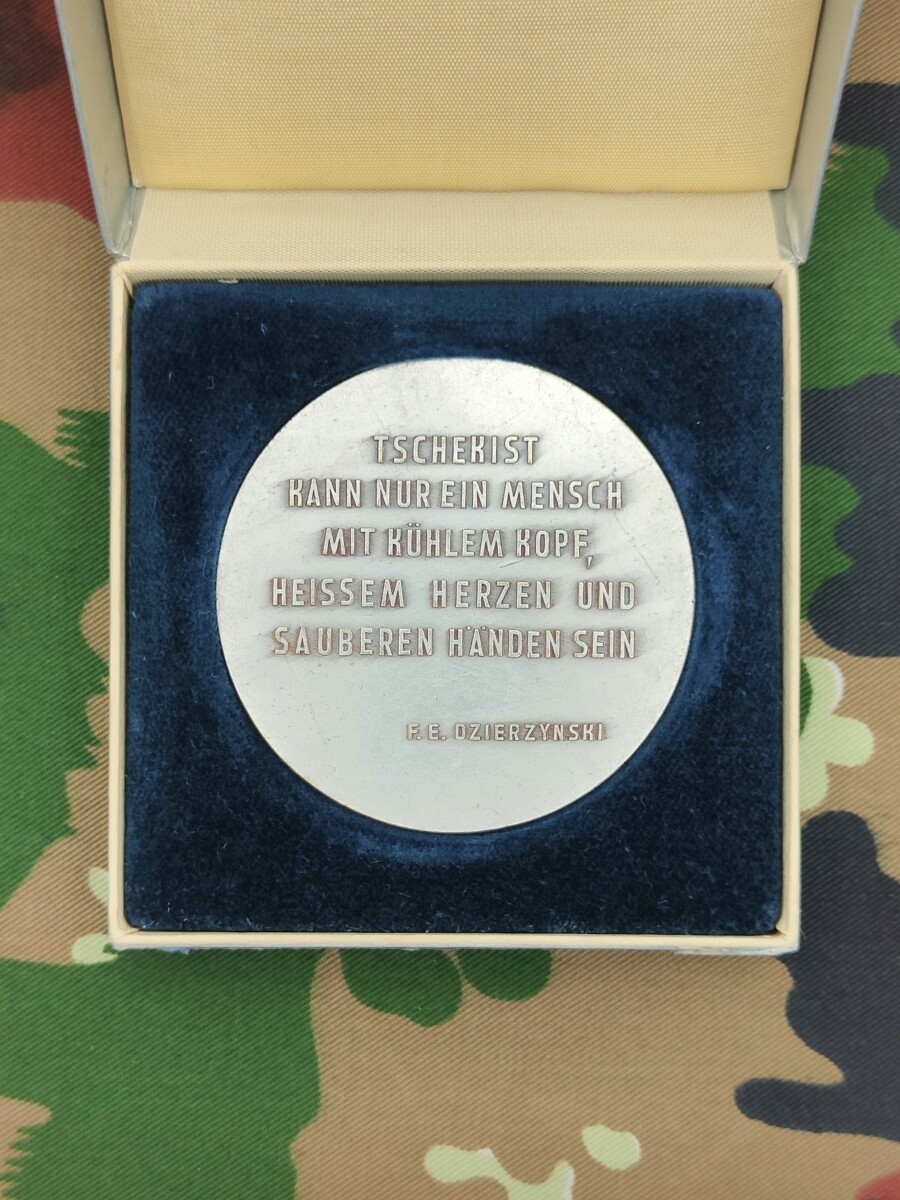 TSCHEKIST
KANN NUR EIN MENSCH
MIT KÜHLEM KOPF,
HEISSEM HERZEN UND
SAUBEREN HÄNDEN SEIN
F. E. DZIERZYNSKI